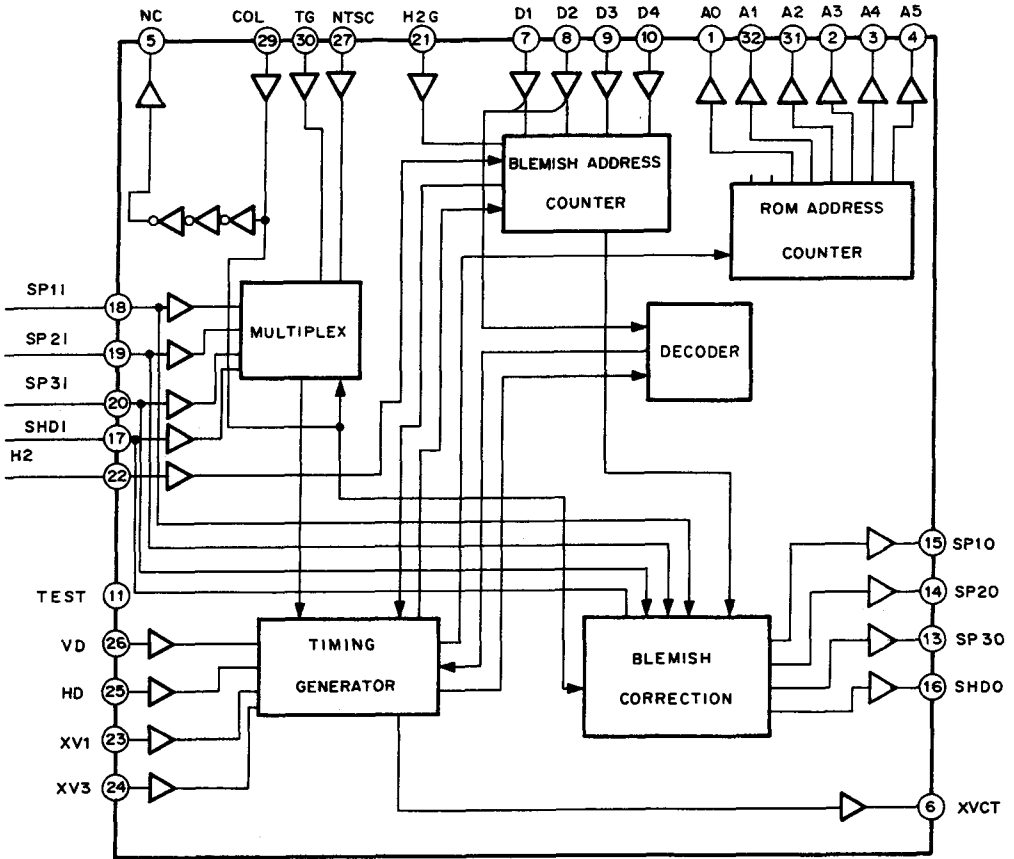 NC COL TG NTSC H2G D1 D2 D3 D4 A0 A1 A2 A3 A4 A5
5 29 30 27 21 7 8 9 10 1 32 31 2 3 4
BLEMISH ADDRESS
COUNTER
ROM ADDRESS
COUNTER
SP1I 18
MULTIPLEX
SP2I 19
DECODER
SP3I 20
SHDI 17
H2 22
15 SP1O
TEST 11
14 SP2O
VD 26
TIMING
GENERATOR
BLEMISH
CORRECTION
13 SP3O
HD 25
16 SHDO
XV1 23
XV3 24
6 XVCT